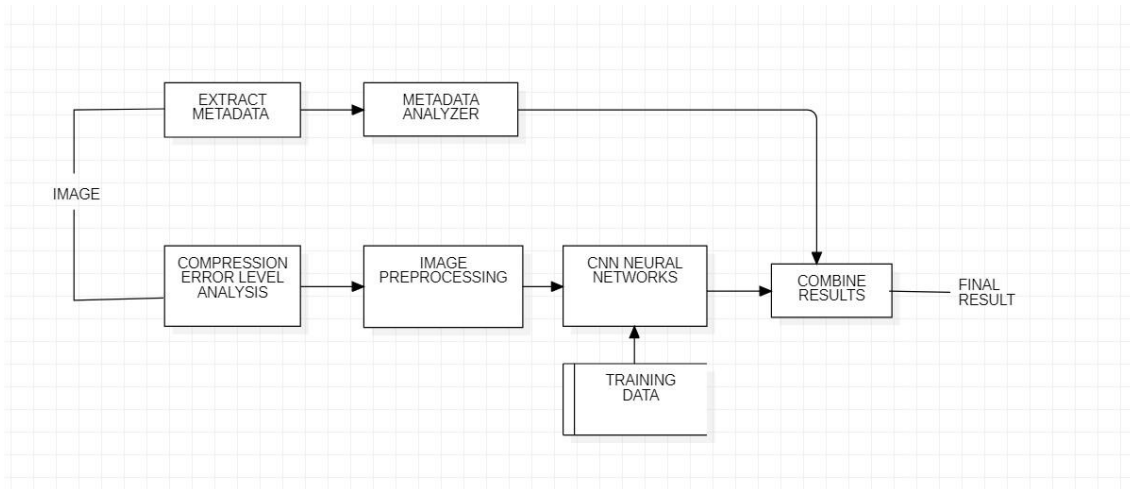 EXTRACT
METADATA
METADATA
ANALYZER
IMAGE
COMPRESSION
ERROR LEVEL
ANALYSIS
IMAGE
PREPROCESSING
CNN NEURAL
NETWORKS
COMBINE
RESULTS
FINAL
RESULT
TRAINING
DATA